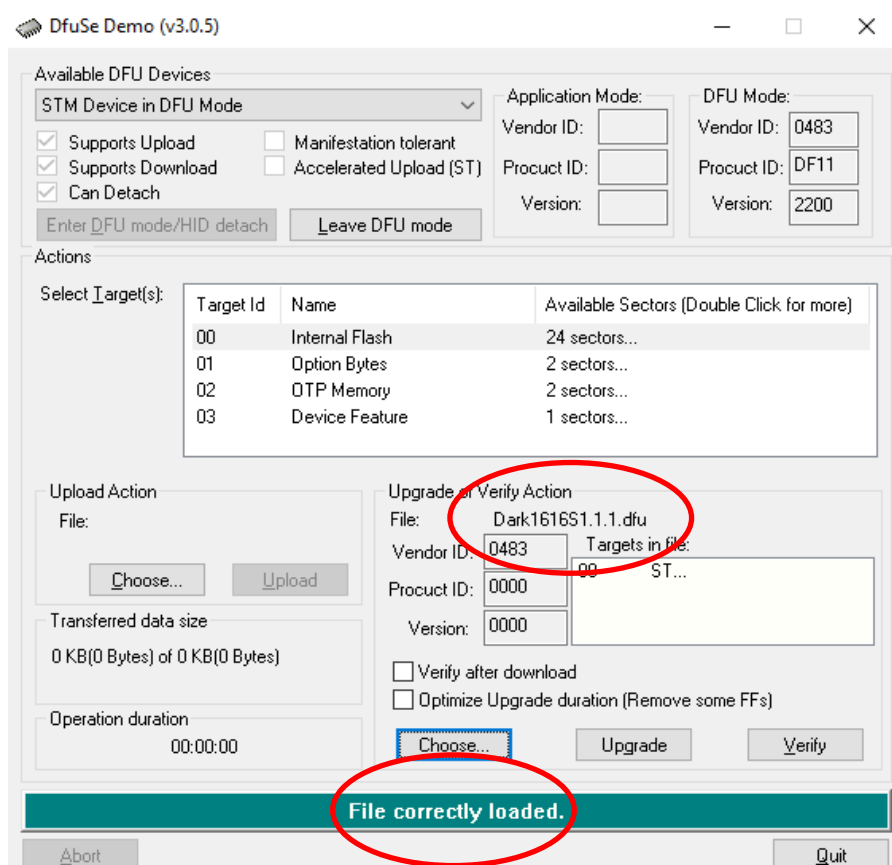 DfuSe Demo (v3.0.5)
Available DFU Devices
STM Device in DFU Mode
Supports Upload
Manifestation tolerant
Supports Download
Accelerated Upload (ST)
Can Detach
Enter DFU mode/HID detach
Leave DFU mode
Application Mode:
Vendor ID:
Procuct ID:
Version:
DFU Mode:
Vendor ID: 0483
Procuct ID: DF11
Version: 2200
Actions
Select Target(s):
Target Id Name Available Sectors (Double Click for more)
00 Internal Flash 24 sectors...
01 Option Bytes 2 sectors...
02 OTP Memory 2 sectors...
03 Device Feature 1 sectors...
Upload Action
File:
Choose...
Upload
Transferred data size
0 KB(0 Bytes) of 0 KB(0 Bytes)
Operation duration
00:00:00
Upgrade or Verify Action
File: Dark1616S1.1.1.dfu
Vendor ID: 0483
Procuct ID: 0000
Version: 0000
Targets in file:
00 ST...
Verify after download
Optimize Upgrade duration (Remove some FFs)
Choose...
Upgrade
Verify
File correctly loaded.
Abort
Quit